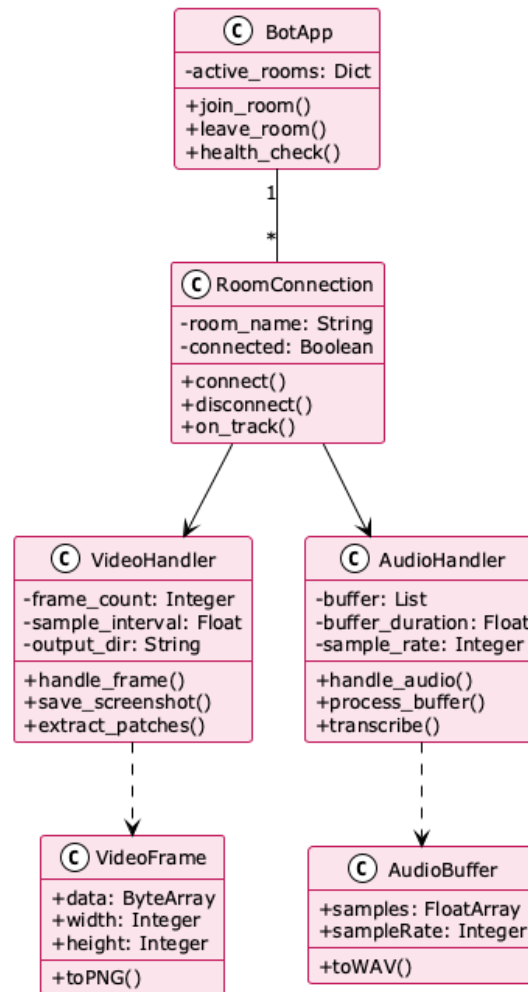 C BotApp
-active_rooms: Dict
+join_room()
+leave_room()
+health_check()
1
*
C RoomConnection
-room_name: String
-connected: Boolean
+connect()
+disconnect()
+on_track()
C VideoHandler
-frame_count: Integer
-sample_interval: Float
-output_dir: String
+handle_frame()
+save_screenshot()
+extract_patches()
C AudioHandler
-buffer: List
-buffer_duration: Float
-sample_rate: Integer
+handle_audio()
+process_buffer()
+transcribe()
C VideoFrame
+data: ByteArray
+width: Integer
+height: Integer
+toPNG()
C AudioBuffer
+samples: FloatArray
+sampleRate: Integer
+toWAV()